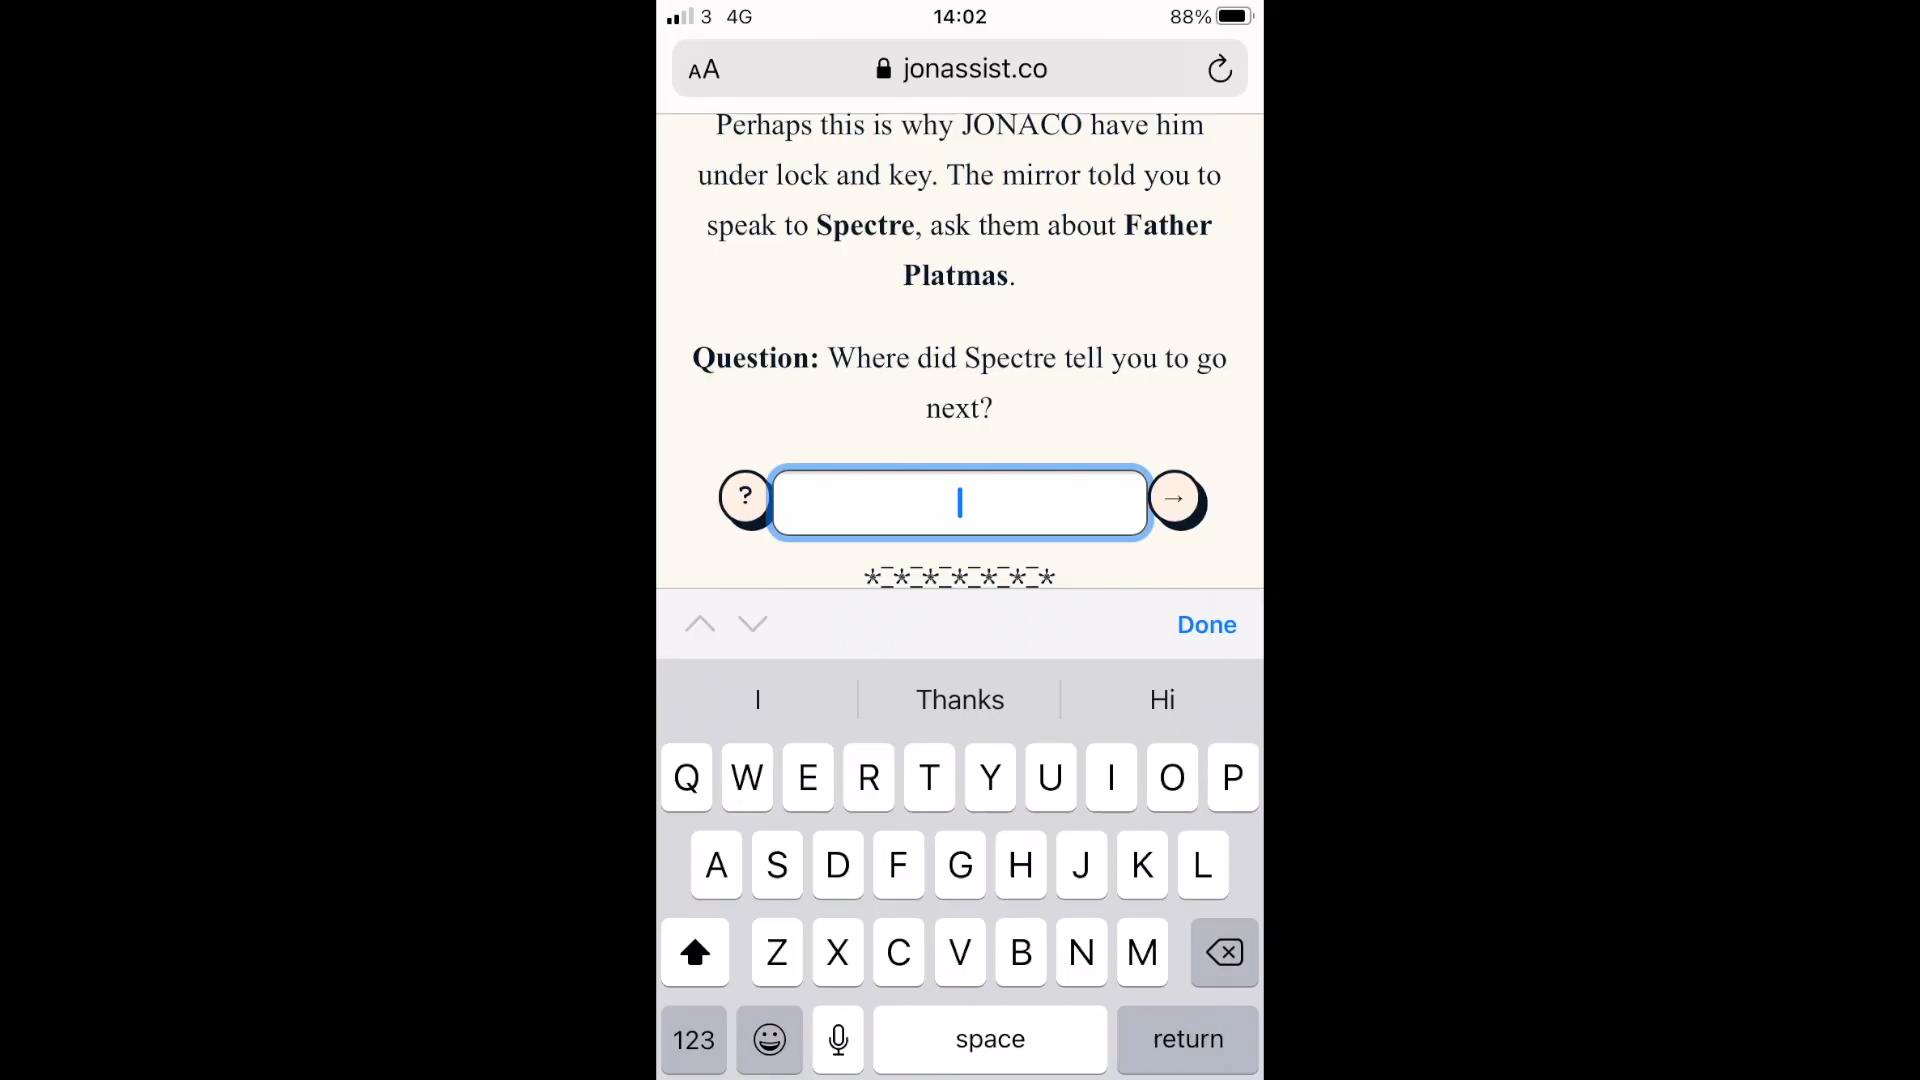 3 4G 14:02 88%
AA jonassist.co
Perhaps this is why JONACO have him
under lock and key. The mirror told you to
speak to Spectre, ask them about Father
Platmas.
Question: Where did Spectre tell you to go
next?
? →
*_*_*_*_*_*_*
Done
I Thanks Hi
Q W E R T Y U I O P
A S D F G H J K L
Z X C V B N M
123 space return